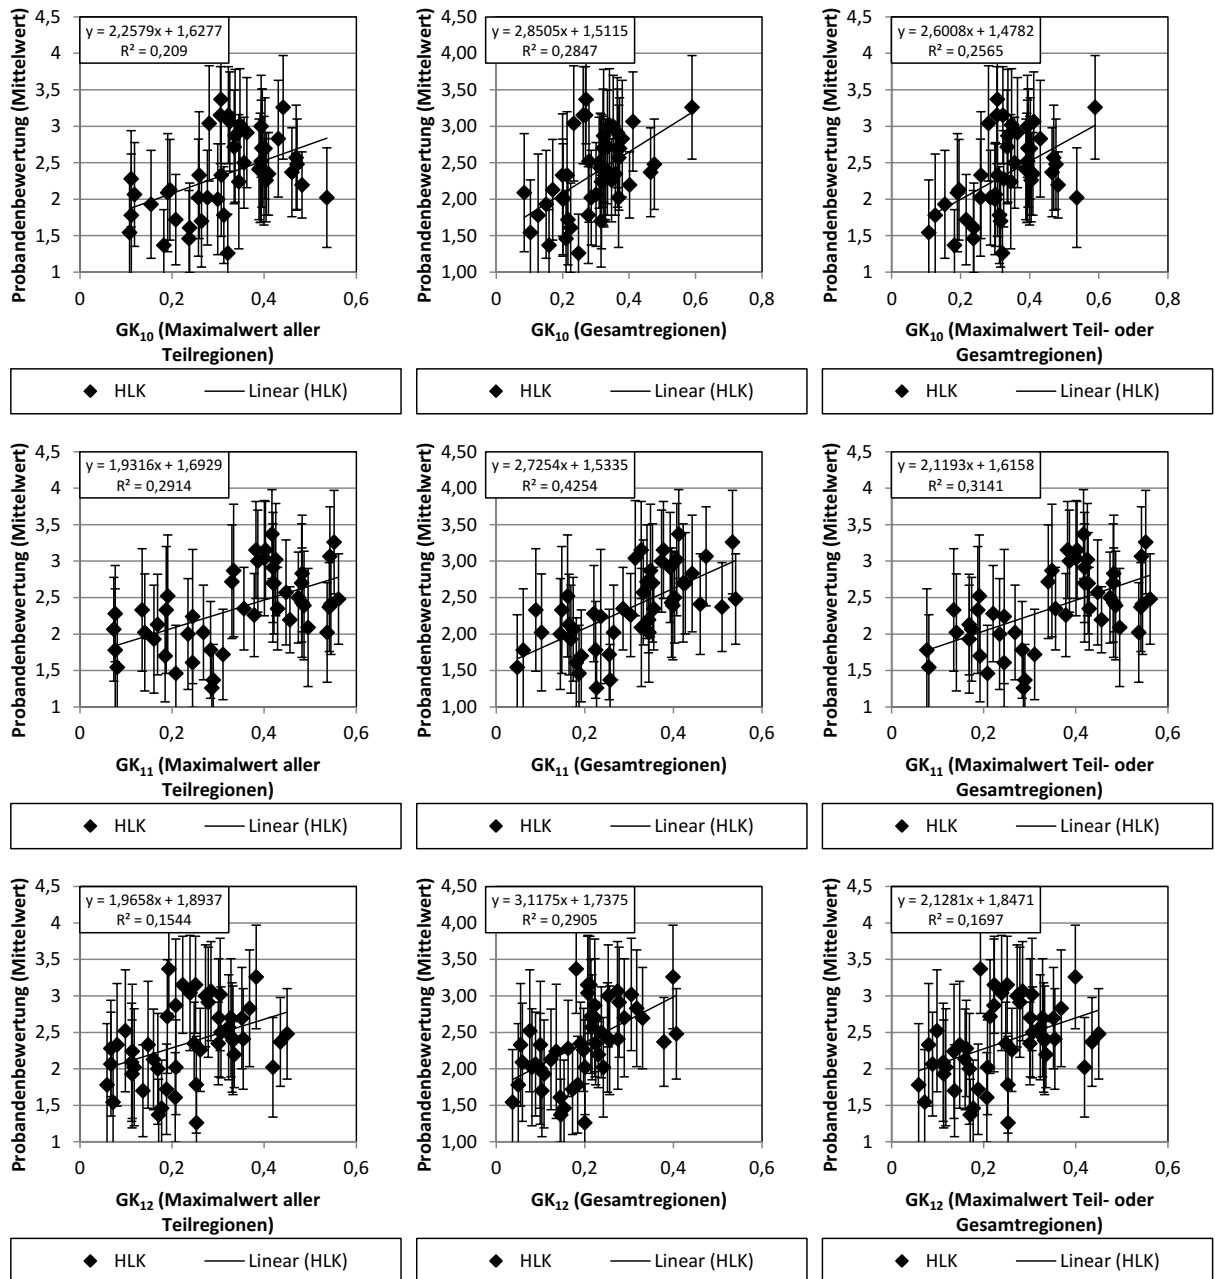 Probandenbewertung (Mittelwert)
4,5
4
3,5
3
2,5
2
1,5
1
y = 2,2579x + 1,6277
R² = 0,209
0 0,2 0,4 0,6
GK10 (Maximalwert aller
Teilregionen)
HLK Linear (HLK)
Probandenbewertung (Mittelwert)
4,50
4,00
3,50
3,00
2,50
2,00
1,50
1,00
y = 2,8505x + 1,5115
R² = 0,2847
0 0,2 0,4 0,6 0,8
GK10 (Gesamtregionen)
HLK Linear (HLK)
Probandenbewertung (Mittelwert)
4,5
4
3,5
3
2,5
2
1,5
1
y = 2,6008x + 1,4782
R² = 0,2565
0 0,2 0,4 0,6 0,8
GK10 (Maximalwert Teil- oder
Gesamtregionen)
HLK Linear (HLK)
Probandenbewertung (Mittelwert)
4,5
4
3,5
3
2,5
2
1,5
1
y = 1,9316x + 1,6929
R² = 0,2914
0 0,2 0,4 0,6
GK11 (Maximalwert aller
Teilregionen)
HLK Linear (HLK)
Probandenbewertung (Mittelwert)
4,50
4,00
3,50
3,00
2,50
2,00
1,50
1,00
y = 2,7254x + 1,5335
R² = 0,4254
0 0,2 0,4 0,6
GK11 (Gesamtregionen)
HLK Linear (HLK)
Probandenbewertung (Mittelwert)
4,5
4
3,5
3
2,5
2
1,5
1
y = 2,1193x + 1,6158
R² = 0,3141
0 0,2 0,4 0,6
GK11 (Maximalwert Teil- oder
Gesamtregionen)
HLK Linear (HLK)
Probandenbewertung (Mittelwert)
4,5
4
3,5
3
2,5
2
1,5
1
y = 1,9658x + 1,8937
R² = 0,1544
0 0,2 0,4 0,6
GK12 (Maximalwert aller
Teilregionen)
HLK Linear (HLK)
Probandenbewertung (Mittelwert)
4,50
4,00
3,50
3,00
2,50
2,00
1,50
1,00
y = 3,1175x + 1,7375
R² = 0,2905
0 0,2 0,4 0,6
GK12 (Gesamtregionen)
HLK Linear (HLK)
Probandenbewertung (Mittelwert)
4,5
4
3,5
3
2,5
2
1,5
1
y = 2,1281x + 1,8471
R² = 0,1697
0 0,2 0,4 0,6
GK12 (Maximalwert Teil- oder
Gesamtregionen)
HLK Linear (HLK)